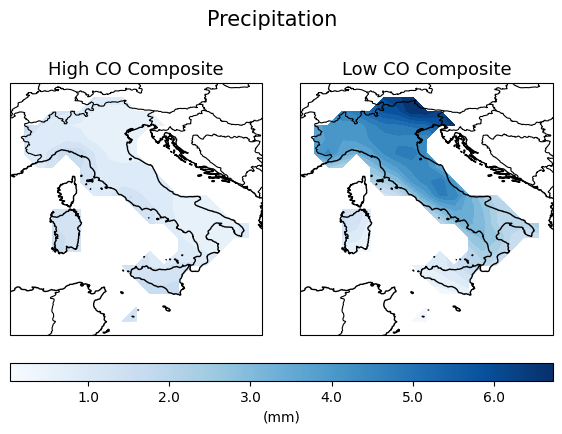 Precipitation
High CO Composite
Low CO Composite
1.0 2.0 3.0 4.0 5.0 6.0
(mm)